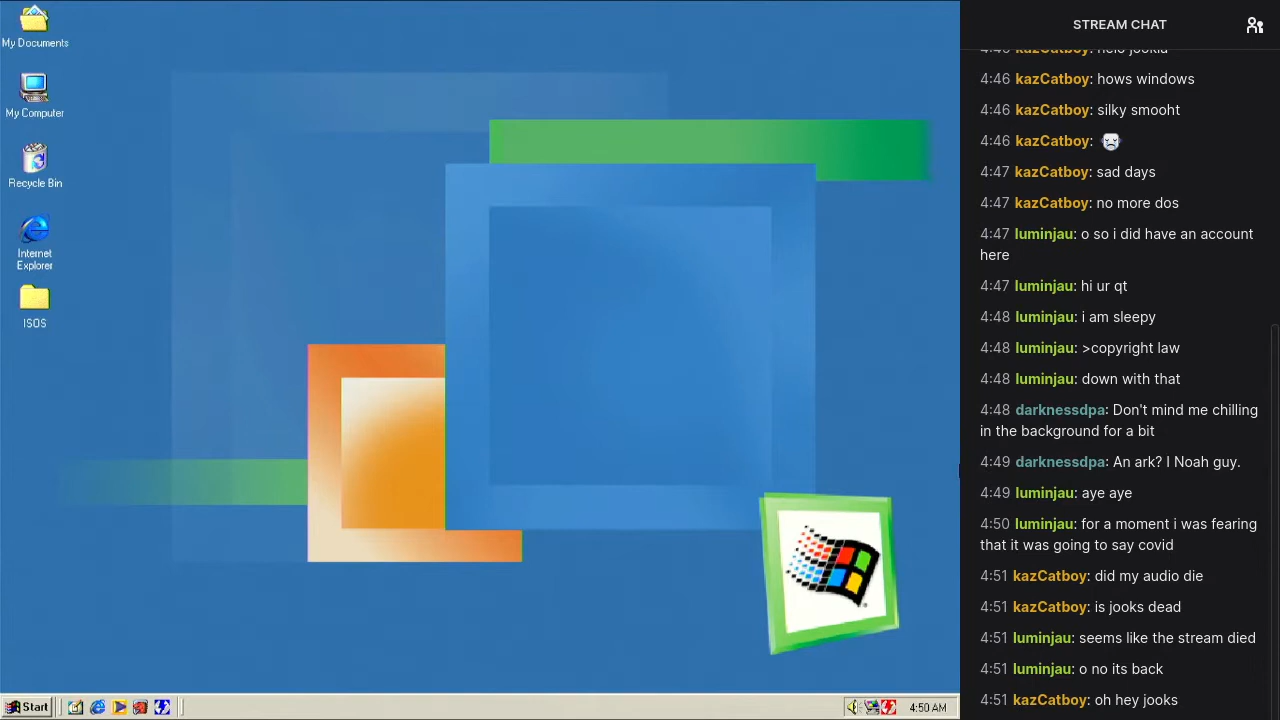 My Documents
My Computer
Recycle Bin
Internet
Explorer
ISOS
Start
4:50 AM
STREAM CHAT
kazCatboy: helo jookia
4:46 kazCatboy: hows windows
4:46 kazCatboy: silky smooht
4:46 kazCatboy:
4:47 kazCatboy: sad days
4:47 kazCatboy: no more dos
4:47 luminjau: o so i did have an account
here
4:47 luminjau: hi ur qt
4:48 luminjau: i am sleepy
4:48 luminjau: >copyright law
4:48 luminjau: down with that
4:48 darknessdpa: Don't mind me chilling
in the background for a bit
4:49 darknessdpa: An ark? I Noah guy.
4:49 luminjau: aye aye
4:50 luminjau: for a moment i was fearing
that it was going to say covid
4:51 kazCatboy: did my audio die
4:51 kazCatboy: is jooks dead
4:51 luminjau: seems like the stream died
4:51 luminjau: o no its back
4:51 kazCatboy: oh hey jooks